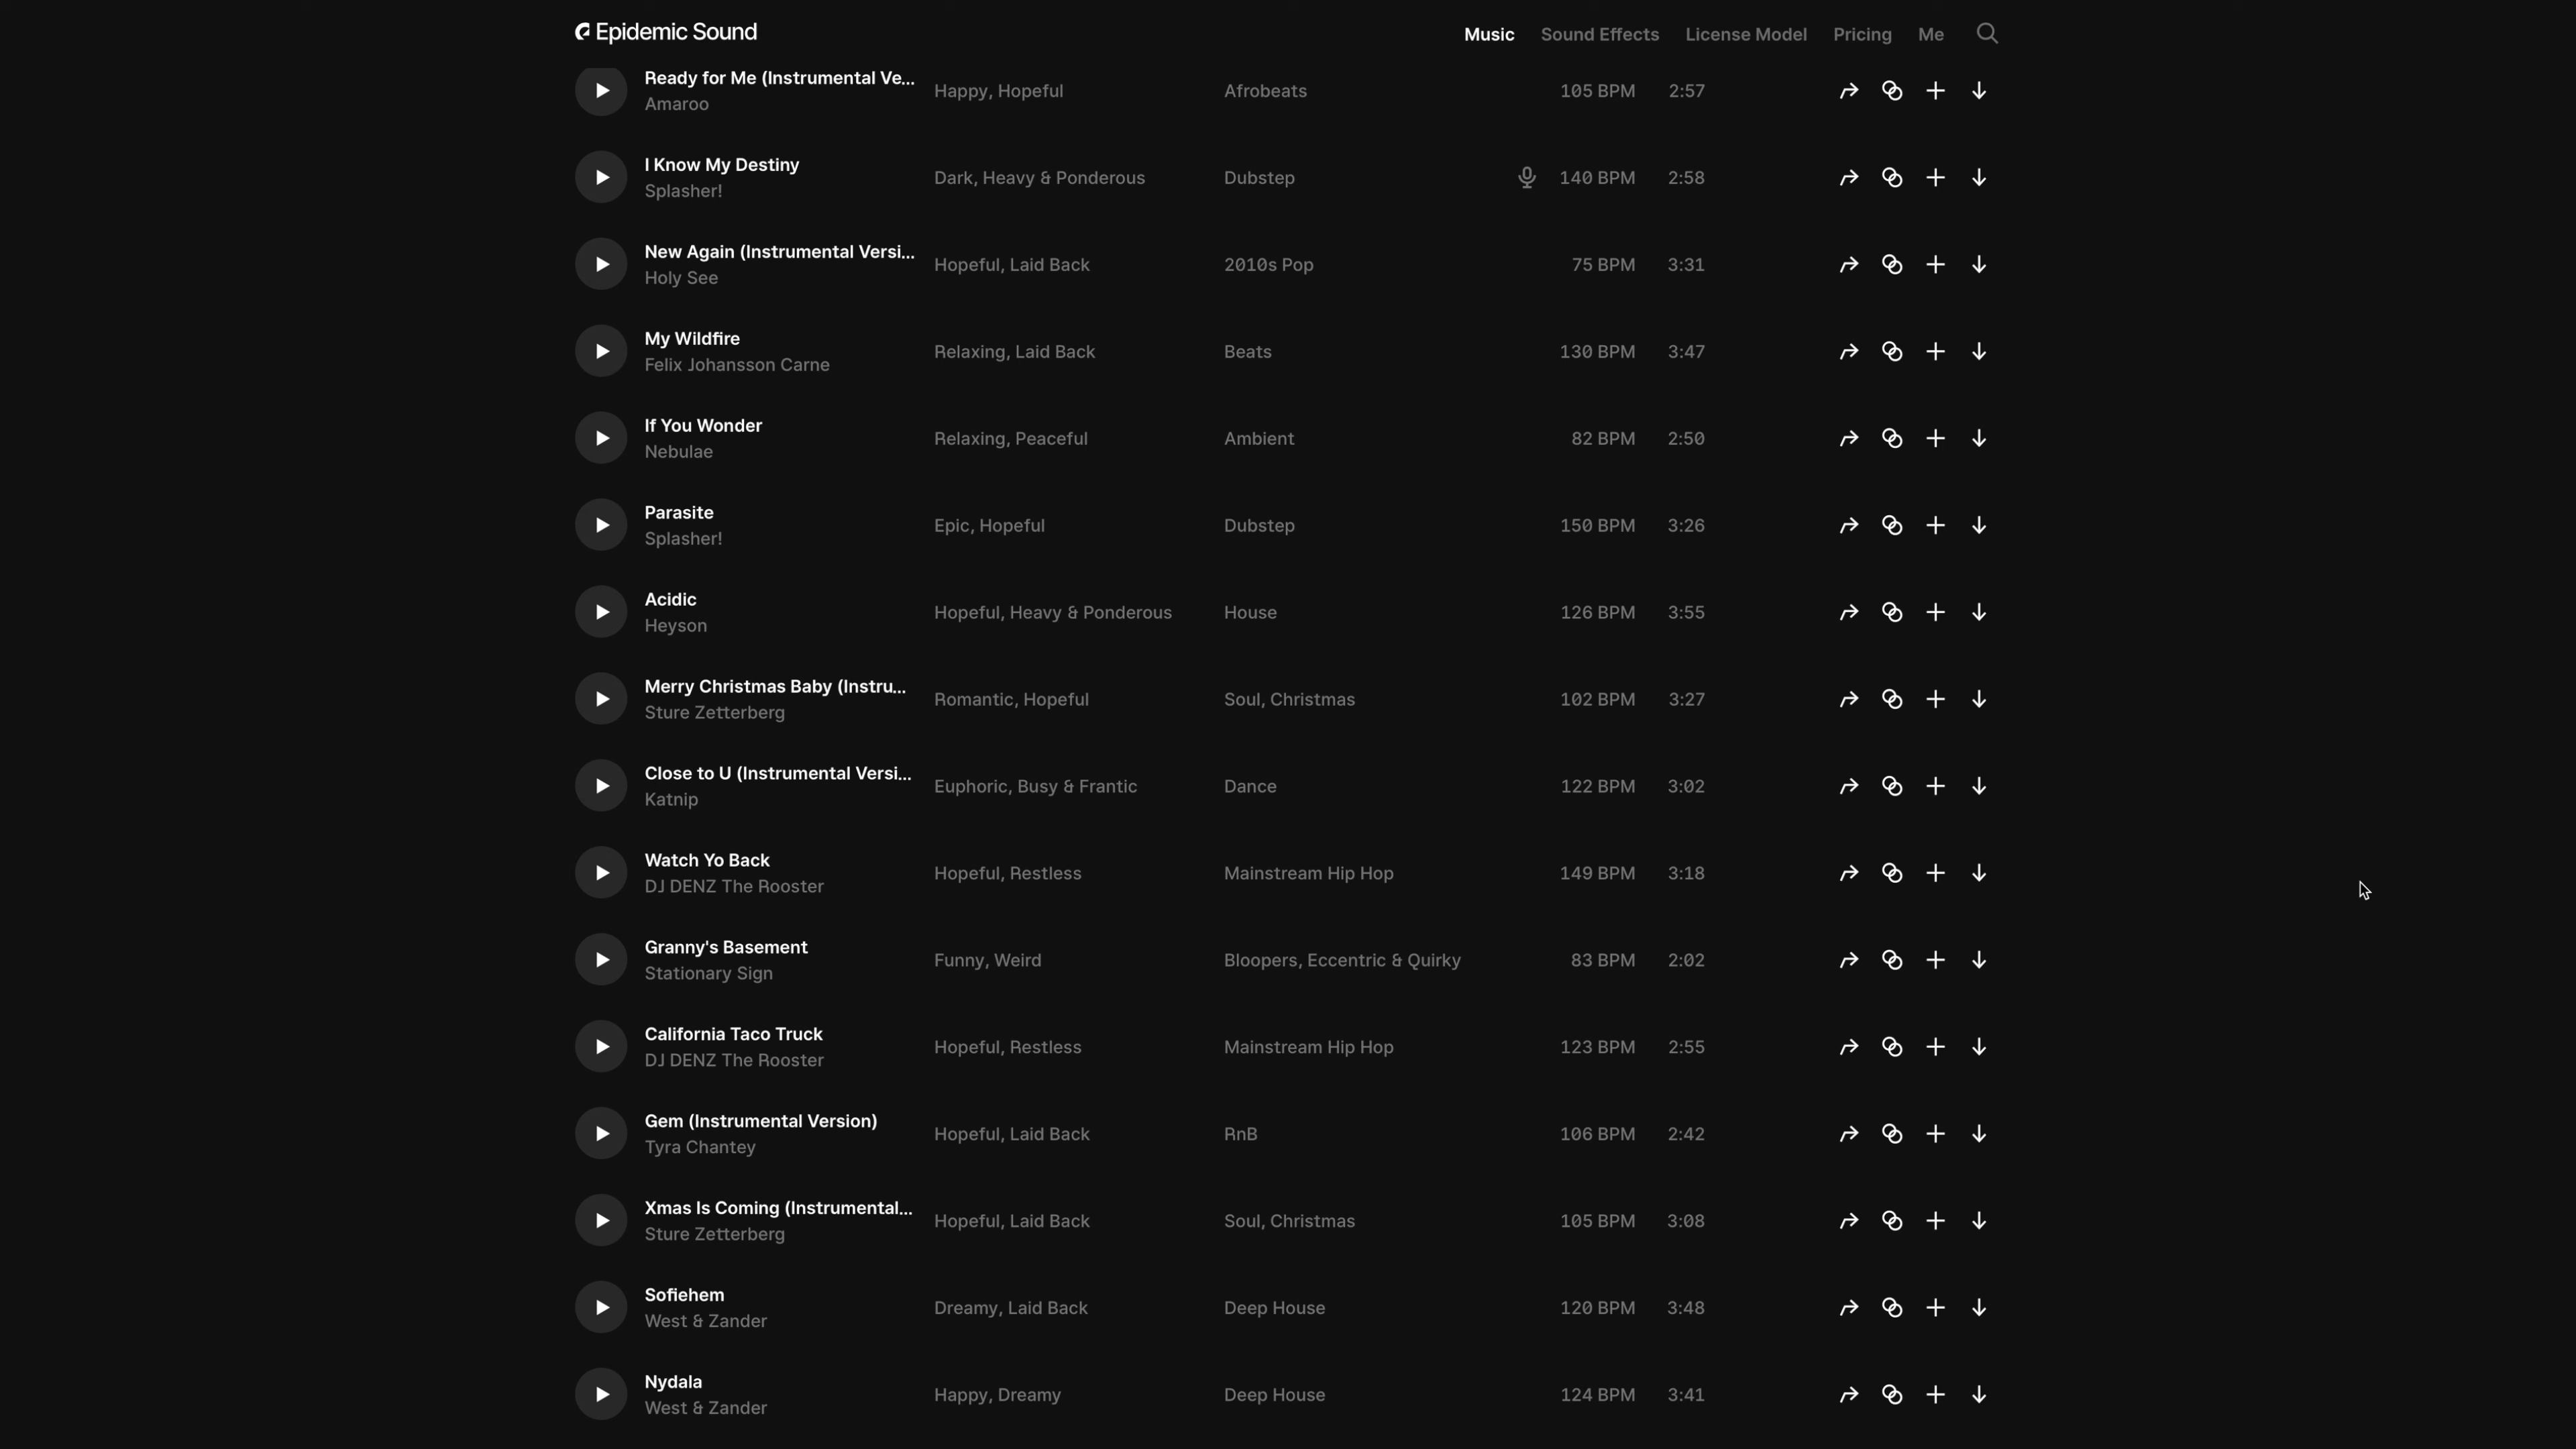 Epidemic Sound
Music Sound Effects License Model Pricing Me
Ready for Me (Instrumental Ve...
Amaroo
Happy, Hopeful
Afrobeats
105 BPM
2:57
I Know My Destiny
Splasher!
Dark, Heavy & Ponderous
Dubstep
140 BPM
2:58
New Again (Instrumental Versi...
Holy See
Hopeful, Laid Back
2010s Pop
75 BPM
3:31
My Wildfire
Felix Johansson Carne
Relaxing, Laid Back
Beats
130 BPM
3:47
If You Wonder
Nebulae
Relaxing, Peaceful
Ambient
82 BPM
2:50
Parasite
Splasher!
Epic, Hopeful
Dubstep
150 BPM
3:26
Acidic
Heyson
Hopeful, Heavy & Ponderous
House
126 BPM
3:55
Merry Christmas Baby (Instru...
Sture Zetterberg
Romantic, Hopeful
Soul, Christmas
102 BPM
3:27
Close to U (Instrumental Versi...
Katnip
Euphoric, Busy & Frantic
Dance
122 BPM
3:02
Watch Yo Back
DJ DENZ The Rooster
Hopeful, Restless
Mainstream Hip Hop
149 BPM
3:18
Granny's Basement
Stationary Sign
Funny, Weird
Bloopers, Eccentric & Quirky
83 BPM
2:02
California Taco Truck
DJ DENZ The Rooster
Hopeful, Restless
Mainstream Hip Hop
123 BPM
2:55
Gem (Instrumental Version)
Tyra Chantey
Hopeful, Laid Back
RnB
106 BPM
2:42
Xmas Is Coming (Instrumental...
Sture Zetterberg
Hopeful, Laid Back
Soul, Christmas
105 BPM
3:08
Sofiehem
West & Zander
Dreamy, Laid Back
Deep House
120 BPM
3:48
Nydala
West & Zander
Happy, Dreamy
Deep House
124 BPM
3:41